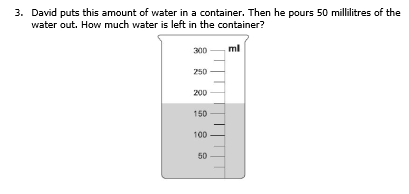 3. David puts this amount of water in a container. Then he pours 50 millilitres of the
water out. How much water is left in the container?
300 ml
250
200
150
100
50